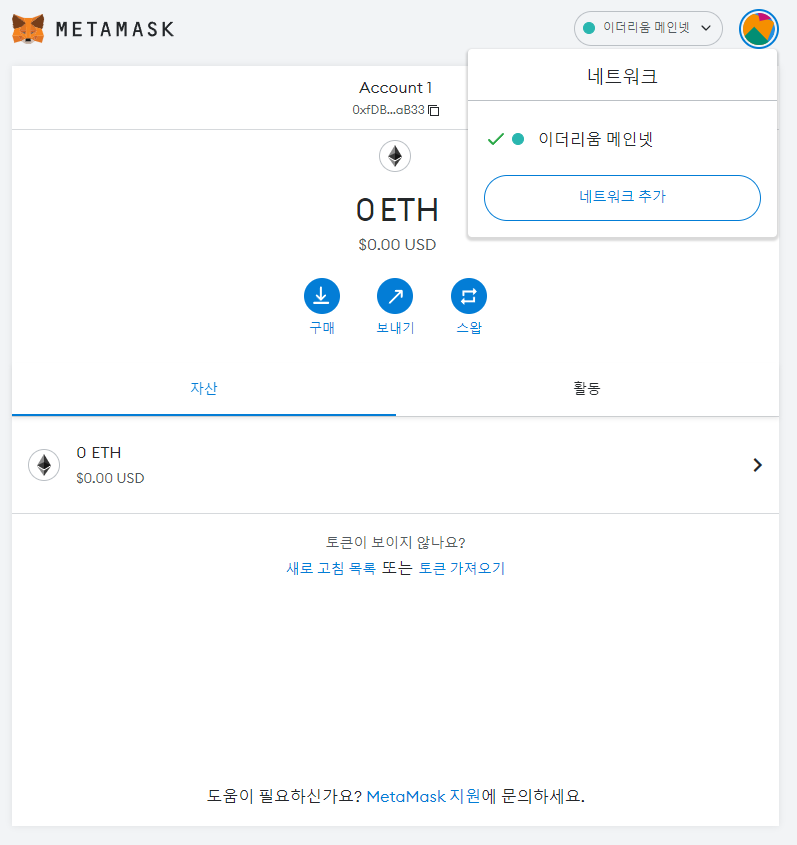 METAMASK
이더리움 메인넷
네트워크
이더리움 메인넷
네트워크 추가
Account 1
0xfDB...aB33
0 ETH
$0.00 USD
구매
보내기
스왑
자산
활동
0 ETH
$0.00 USD
토큰이 보이지 않나요?
새로 고침 목록 또는 토큰 가져오기
도움이 필요하신가요? MetaMask 지원에 문의하세요.